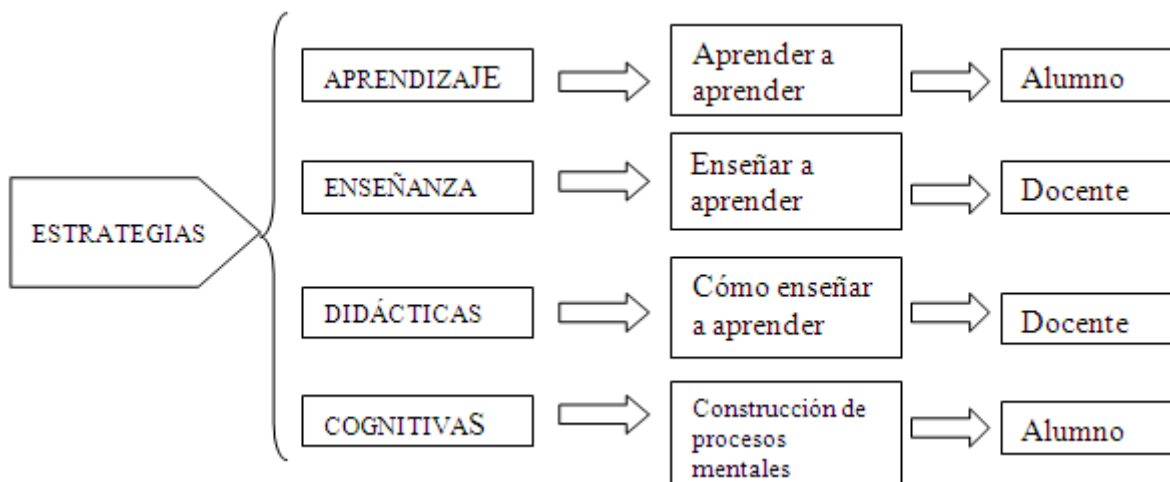 ESTRATEGIAS
APRENDIZAJE
Aprender a
aprender
Alumno
ENSEÑANZA
Enseñar a
aprender
Docente
DIDÁCTICAS
Cómo enseñar
a aprender
Docente
COGNITIVAS
Construcción de
procesos
mentales
Alumno